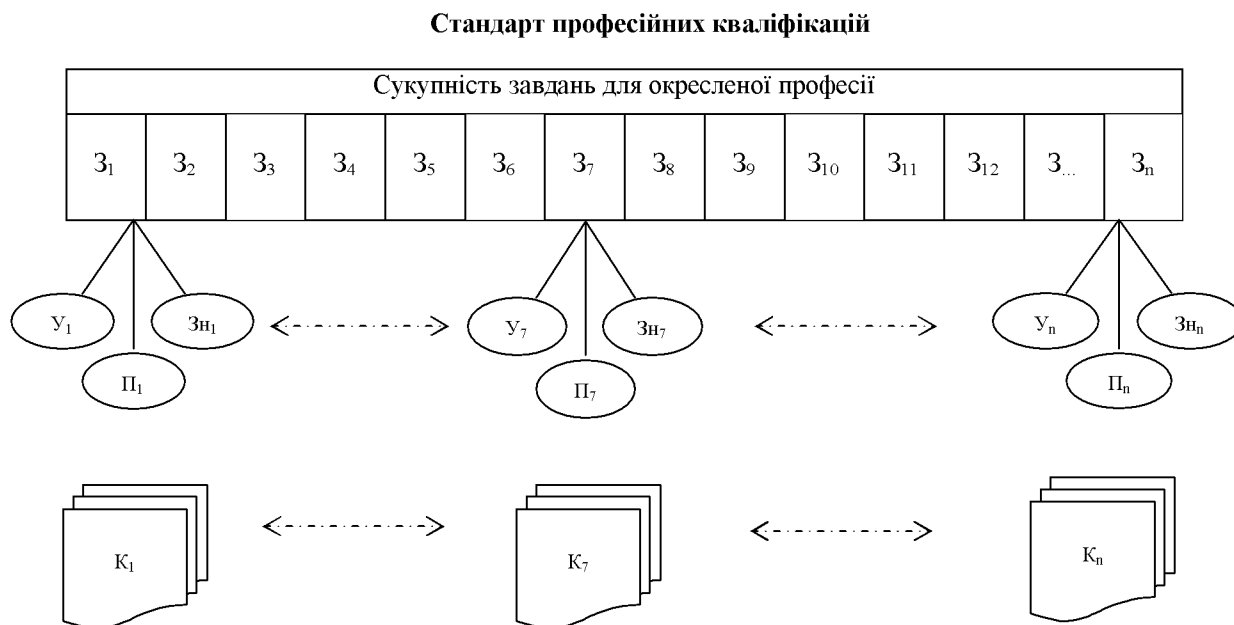 Стандарт професійних кваліфікацій
Сукупність завдань для окресленої професії
З₁ З₂ З₃ З₄ З₅ З₆ З₇ З₈ З₉ З₁₀ З₁₁ З₁₂ З... Зn
У₁ Зн₁ У₇ Зн₇ Уn Знn
П₁ П₇ Пn
К₁ К₇ Кn